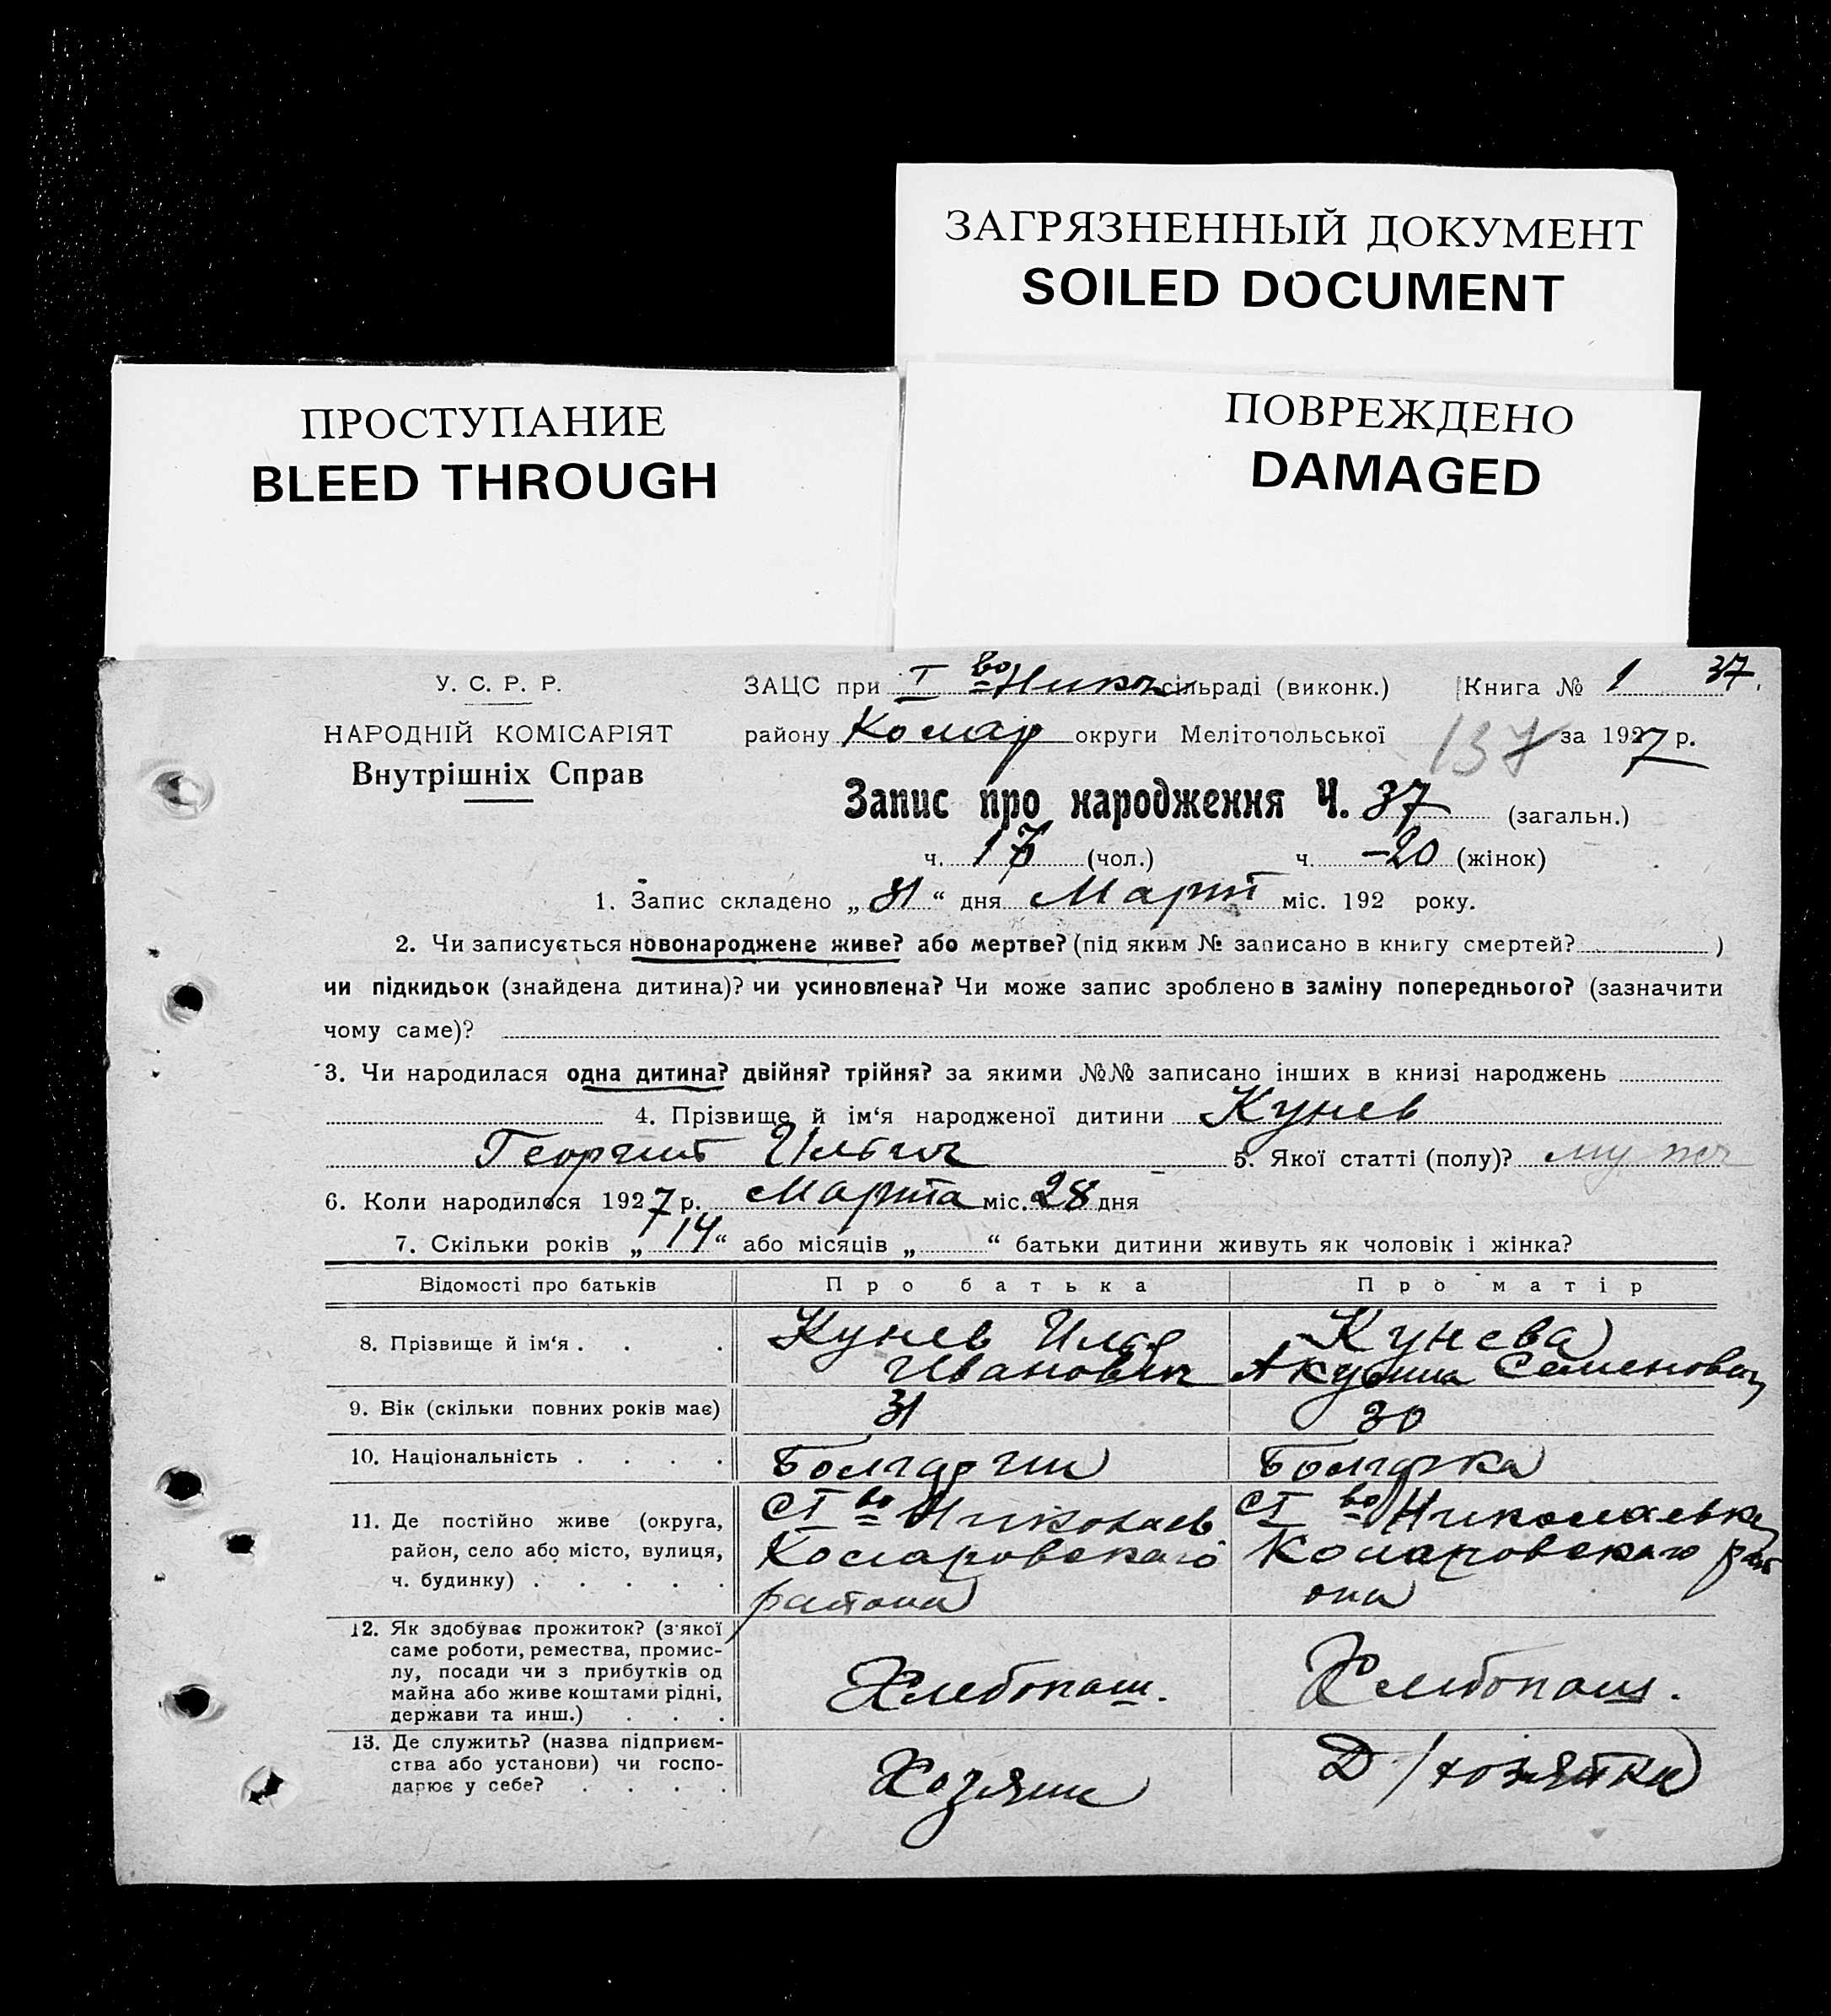 ЗАГРЯЗНЕННЫЙ ДОКУМЕНТ
SOILED DOCUMENT
ПРОСТУПАНИЕ
BLEED THROUGH
ПОВРЕЖДЕНО
DAMAGED
У. С. Р. Р.
НАРОДНІЙ КОМІСАРІЯТ
Внутрішніх Справ
ЗАЦС при I во Никол сільраді (виконк.) Книга № 1 37
району Комар округи Мелітопольської 137 за 1927 р.
Запис про народження Ч. 37 (загальн.)
ч. 17 (чол.) ч. -20 (жінок)
1. Запис складено „31“ дня Март міс. 192 року.
2. Чи записується новонароджене живе? або мертве? (під яким № записано в книгу смертей? )
чи підкидьок (знайдена дитина)? чи усиновлена? Чи може запис зроблено в заміну попереднього? (зазначити
чому саме)?
3. Чи народилася одна дитина? двійня? трійня? за якими №№ записано інших в книзі народжень
4. Прізвище й ім‘я народженої дитини Кунев
Георгий Ильич 5. Якої статті (полу)? муж
6. Коли народилося 1927 р. Марта міс. 28 дня
7. Скільки років „14“ або місяців „ “ батьки дитини живуть як чоловік і жінка?
Відомості про батьків Про батька Про матір
8. Прізвище й ім‘я . . . Кунев Илья Иванович Кунева Акулина Семеновна
9. Вік (скільки повних років має) 31 30
10. Національність . . . . Болгарин Болгарка
11. Де постійно живе (округа,
район, село або місто, вулиця,
ч. будинку) . . . . .
С I во Николаев
Комаровского
района
С I во Николаевка
Комаровского рай
она
12. Як здобуває прожиток? (з'якої
саме роботи, ремества, промис-
лу, посади чи з прибутків од
майна або живе коштами рідні,
держави та инш.) . . .
Хлебопаш. Хлебопаш.
13. Де служить? (назва підприєм-
ства або установи) чи госпо-
дарює у себе? . . . .
Хозяин Д/хозяйка